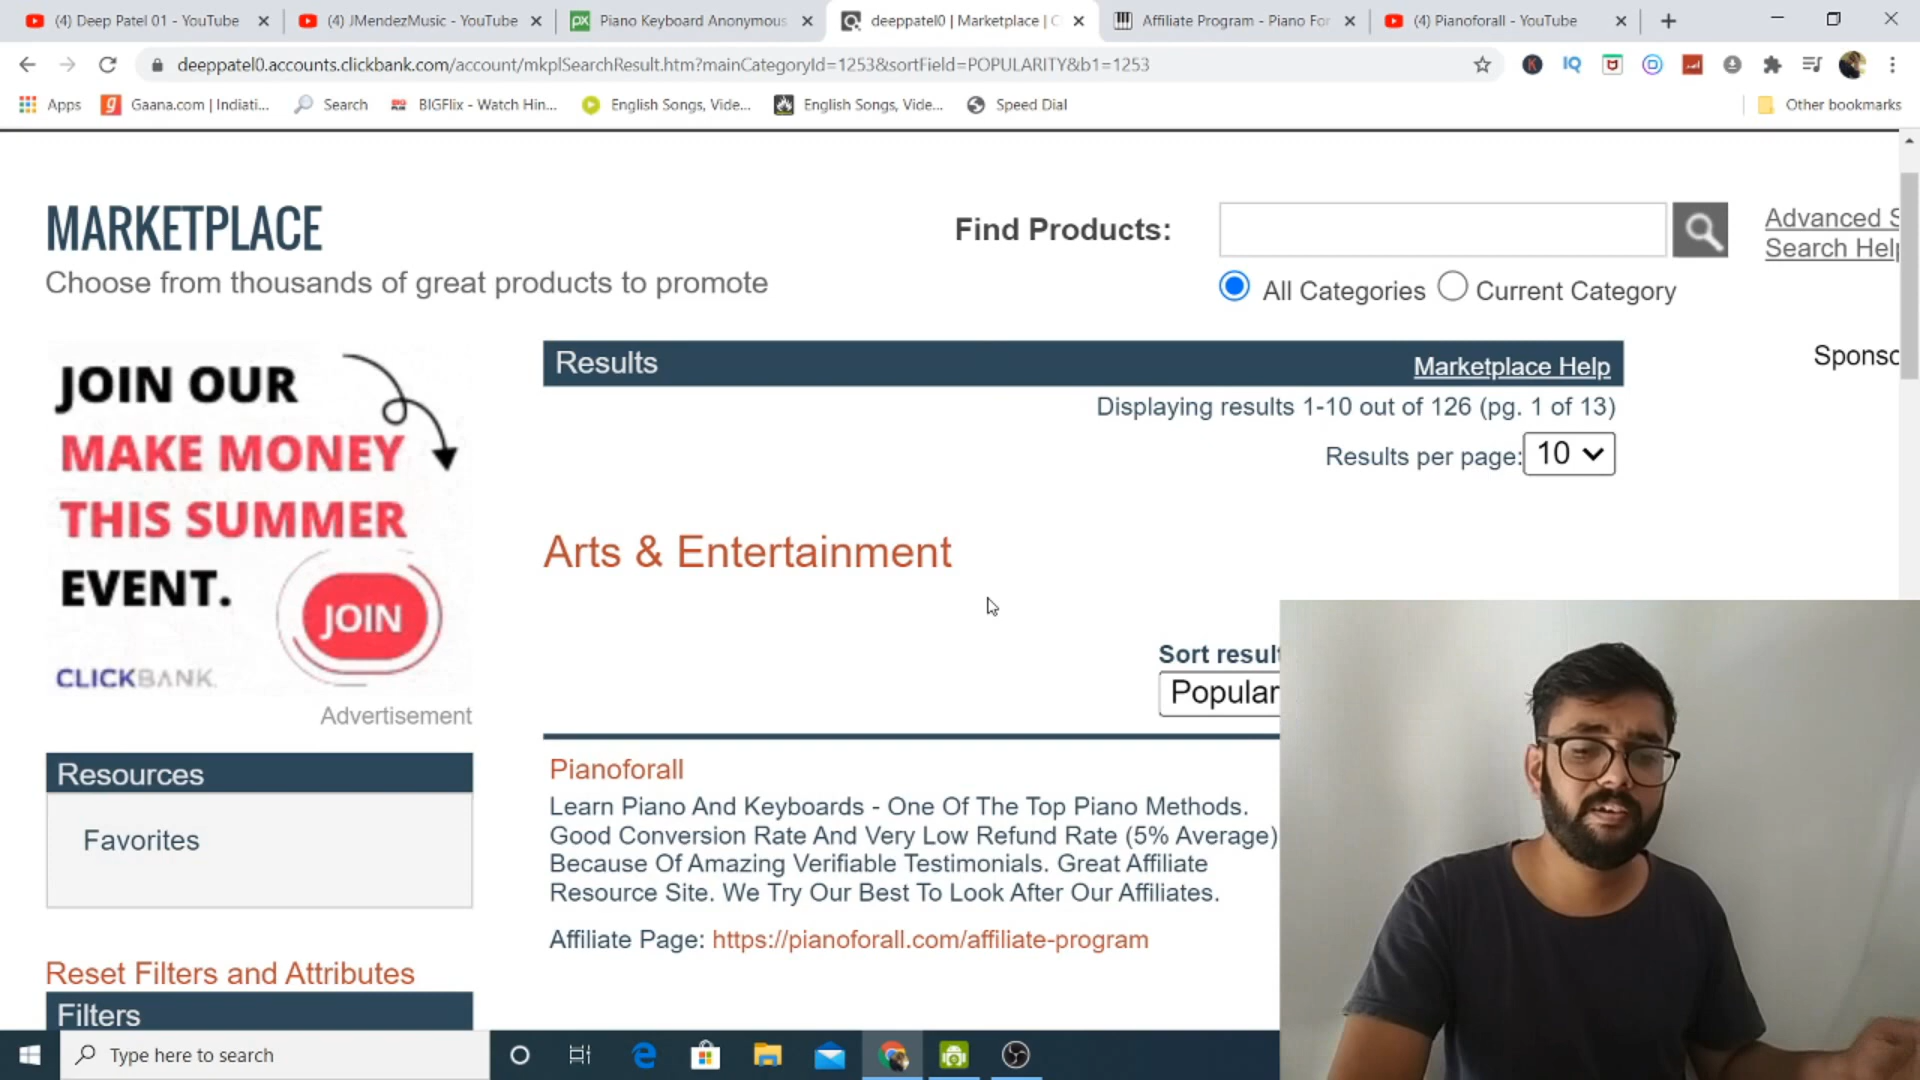 (4) Deep Patel 01 - YouTube
(4) JMendezMusic - YouTube
Piano Keyboard Anonymous
deeppatel0 | Marketplace |
Affiliate Program - Piano For
(4) Pianoforall - YouTube
deeppatel0.accounts.clickbank.com/account/mkplSearchResult.htm?mainCategoryId=1253&sortField=POPULARITY&b1=1253
Apps
Gaana.com | Indiati...
Search
BIGFlix - Watch Hin...
English Songs, Vide...
English Songs, Vide...
Speed Dial
Other bookmarks
MARKETPLACE
Choose from thousands of great products to promote
Find Products:
Advanced S
Search Help
All Categories
Current Category
JOIN OUR
MAKE MONEY
THIS SUMMER
EVENT.
JOIN
CLICKBANK
Advertisement
Results
Marketplace Help
Sponso
Displaying results 1-10 out of 126 (pg. 1 of 13)
Results per page: 10
Arts & Entertainment
Sort result
Popular
Pianoforall
Learn Piano And Keyboards - One Of The Top Piano Methods.
Good Conversion Rate And Very Low Refund Rate (5% Average)
Because Of Amazing Verifiable Testimonials. Great Affiliate
Resource Site. We Try Our Best To Look After Our Affiliates.
Affiliate Page: https://pianoforall.com/affiliate-program
Resources
Favorites
Reset Filters and Attributes
Filters
Type here to search